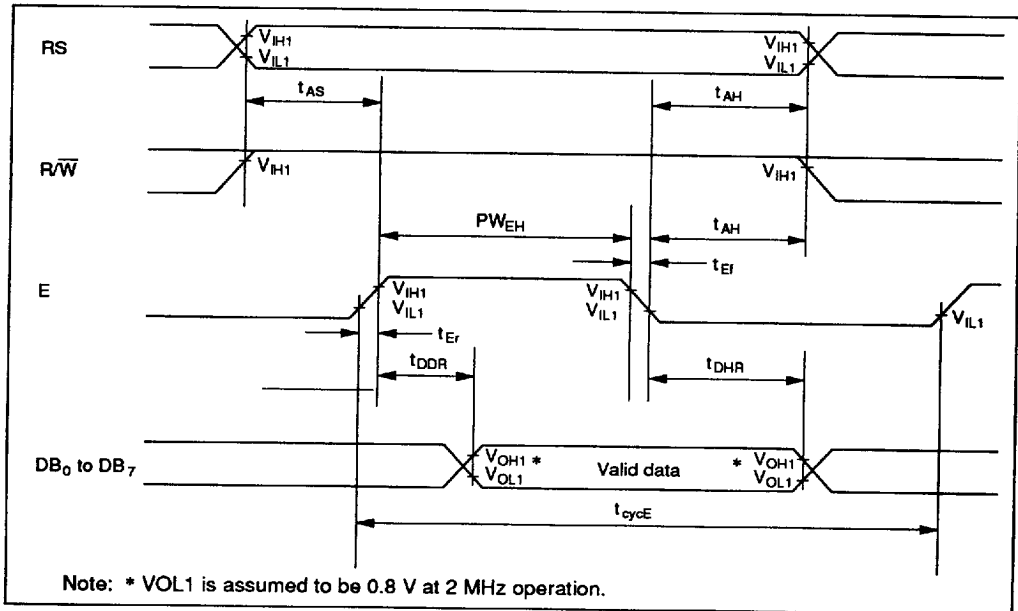 RS
VIH1
VIL1
VIH1
VIL1
tAS
tAH
R/W̅
VIH1
VIH1
PWEH
tAH
tEf
E
VIH1
VIL1
VIH1
VIL1
VIL1
tEr
tDDR
tDHR
DB0 to DB7
VOH1 *
VOL1
Valid data
* VOH1
VOL1
tcycE
Note: * VOL1 is assumed to be 0.8 V at 2 MHz operation.